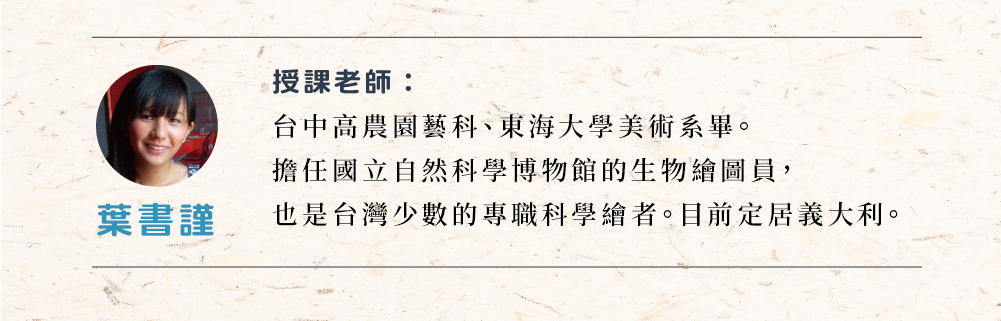 授課老師：
台中高農園藝科、東海大學美術系畢。
擔任國立自然科學博物館的生物繪圖員，
也是台灣少數的專職科學繪者。目前定居義大利。
葉書謹